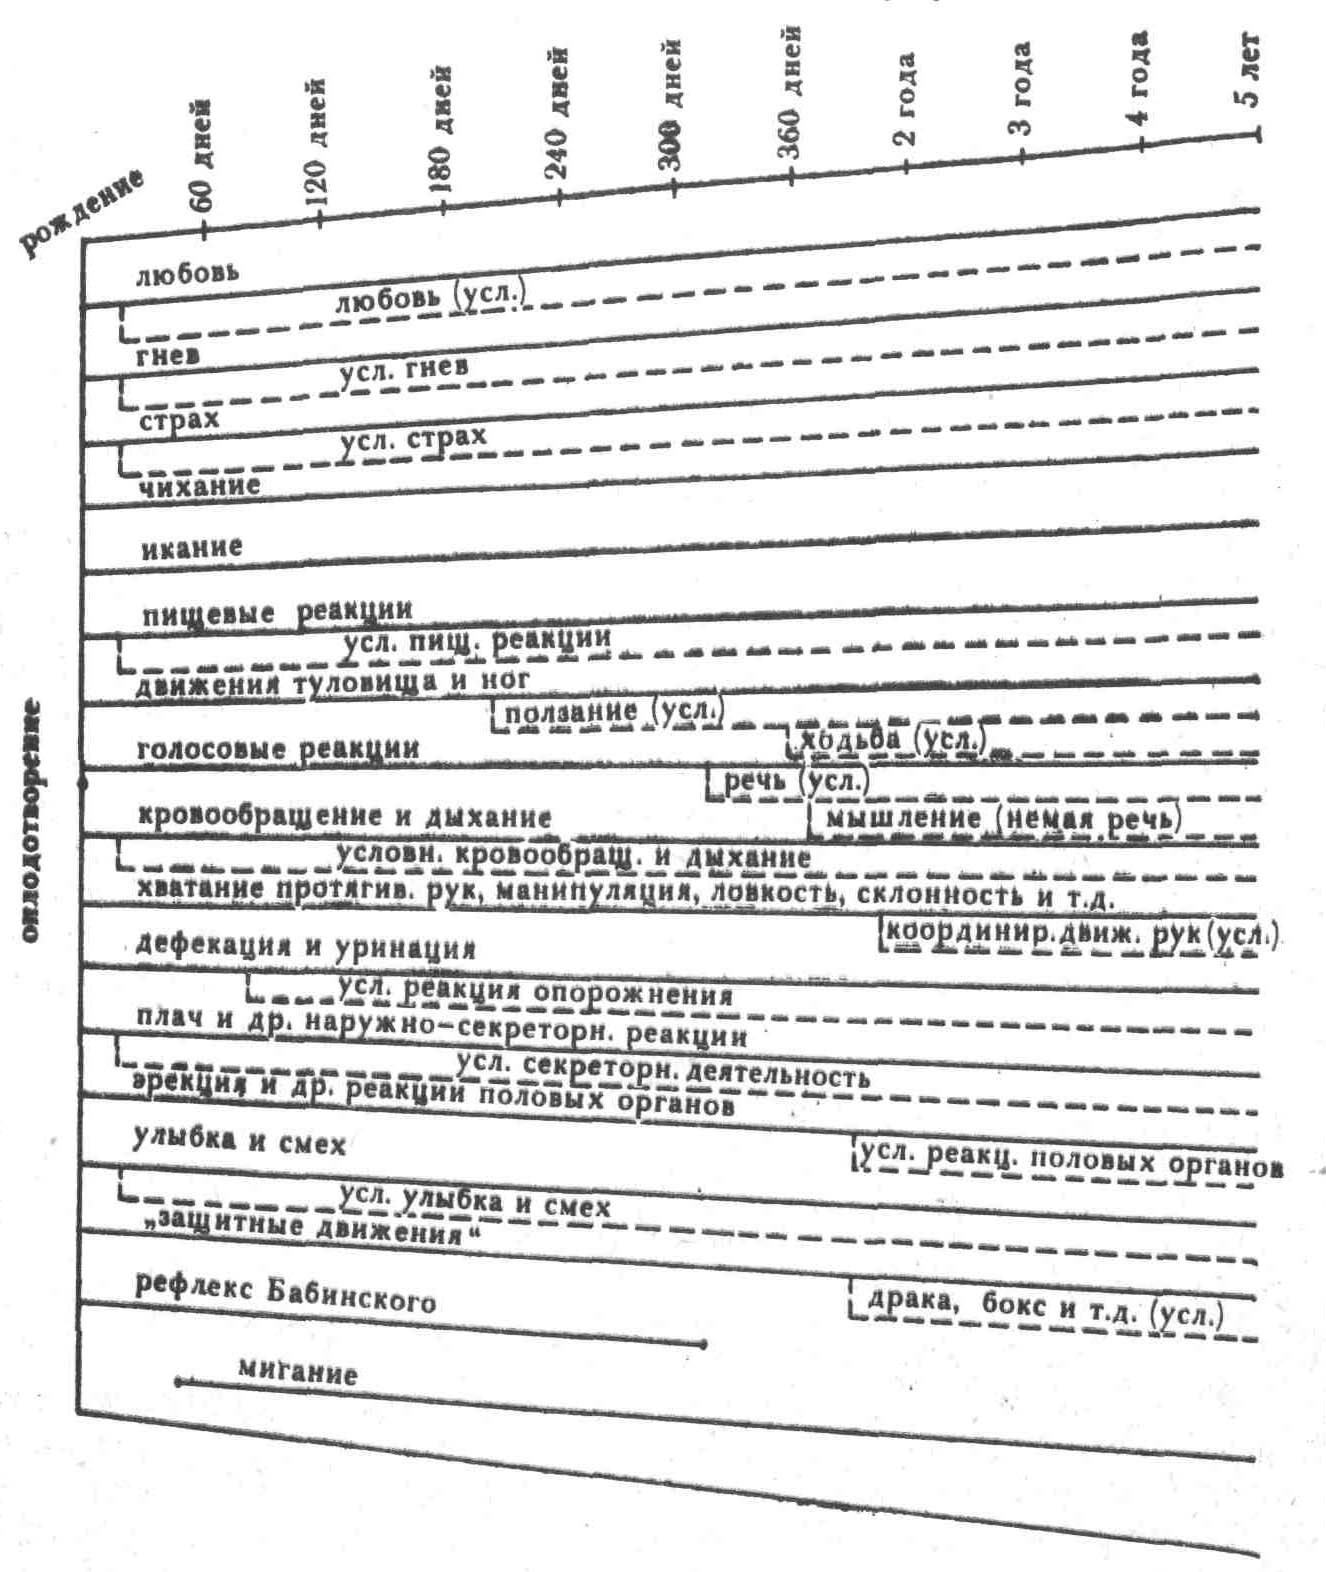 рождение
60 дней
120 дней
180 дней
240 дней
300 дней
360 дней
2 года
3 года
4 года
5 лет
оплодотворение
любовь
любовь (усл.)
гнев
усл. гнев
страх
усл. страх
чихание
икание
пищевые реакции
усл. пищ. реакции
движения туловища и ног
ползание (усл.)
ходьба (усл.)
голосовые реакции
речь (усл.)
мышление (немая речь)
кровообращение и дыхание
условн. кровообращ. и дыхание
хватание протягив. рук, манипуляция, ловкость, склонность и т.д.
координир.движ. рук (усл.)
дефекация и уринация
усл. реакция опорожнения
плач и др. наружно-секреторн. реакции
усл. секреторн. деятельность
эрекция и др. реакции половых органов
усл. реакц. половых органов
улыбка и смех
усл. улыбка и смех
„защитные движения“
драка, бокс и т.д. (усл.)
рефлекс Бабинского
мигание